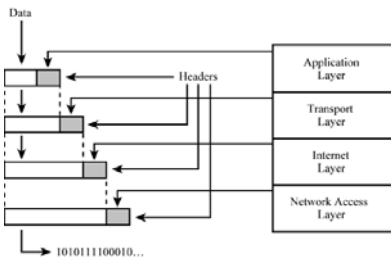 Data
Headers
Application
Layer
Transport
Layer
Internet
Layer
Network Access
Layer
1010111100010...